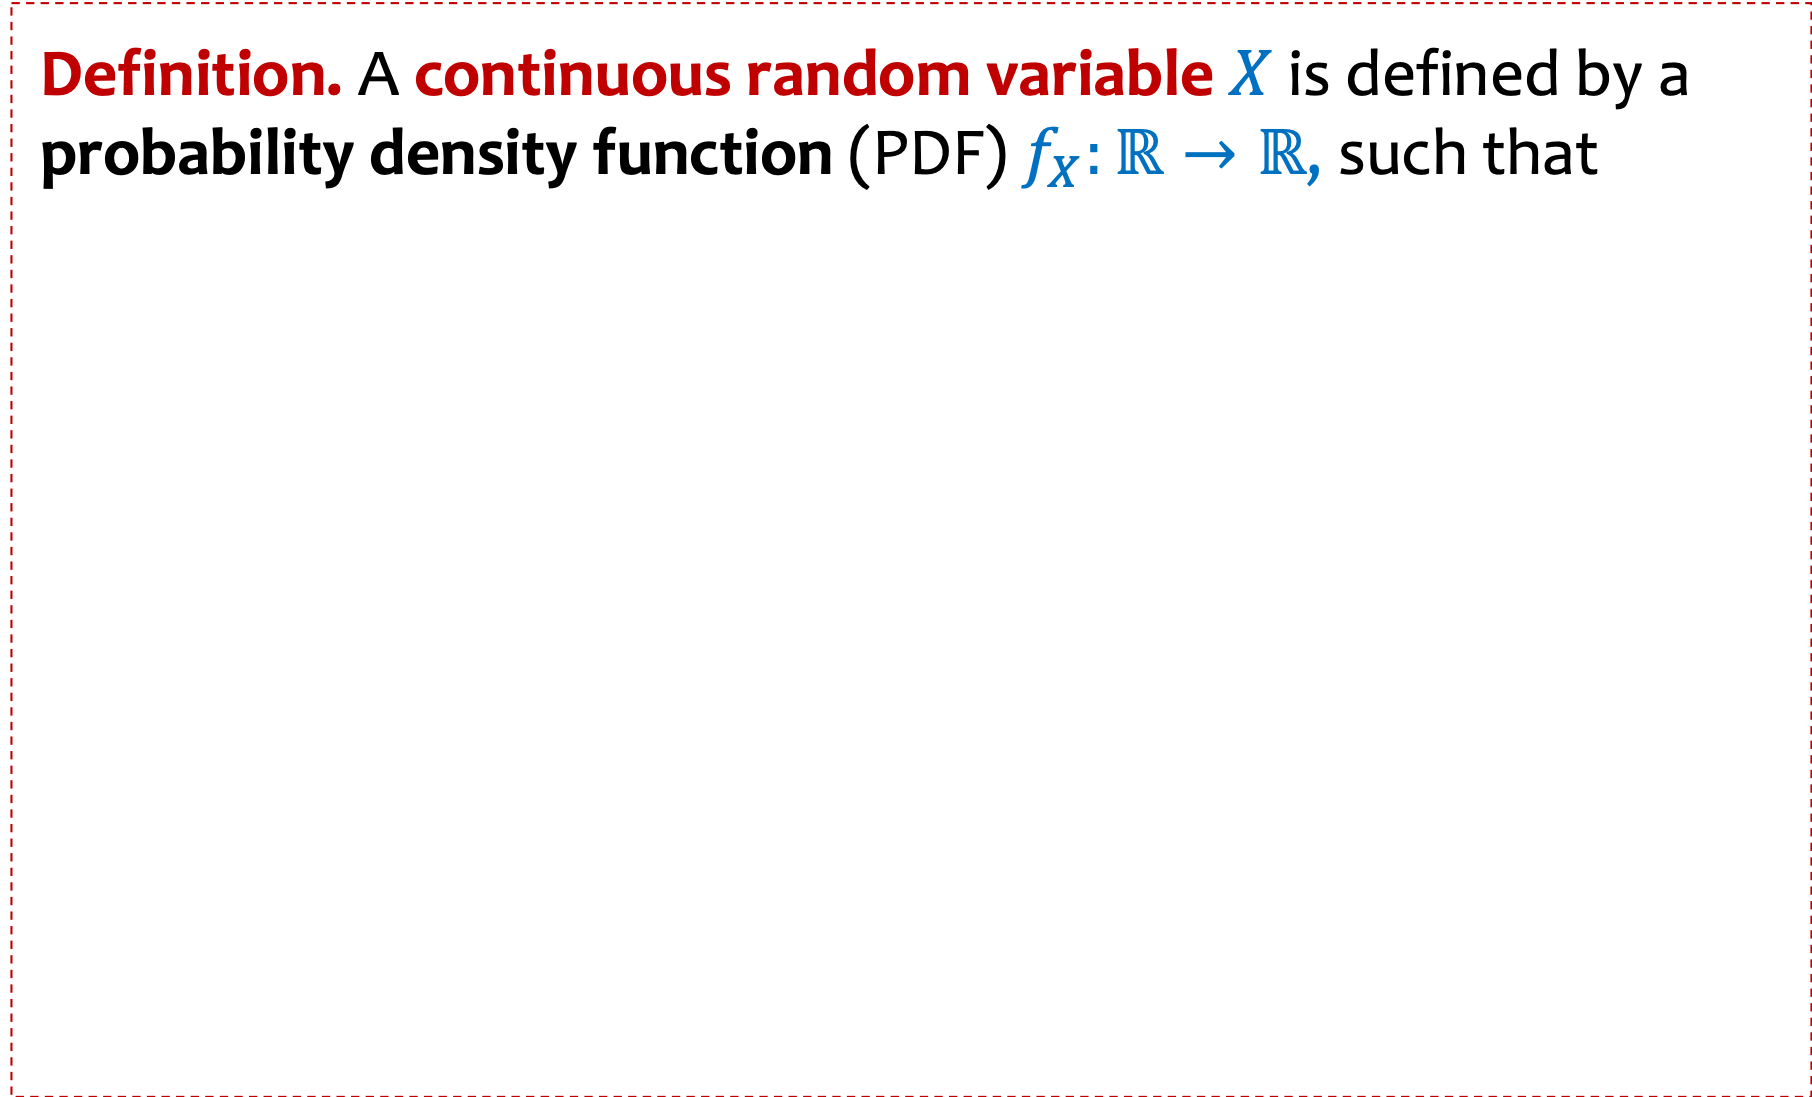 Definition. A continuous random variable X is defined by a
probability density function (PDF) f_X: ℝ → ℝ, such that